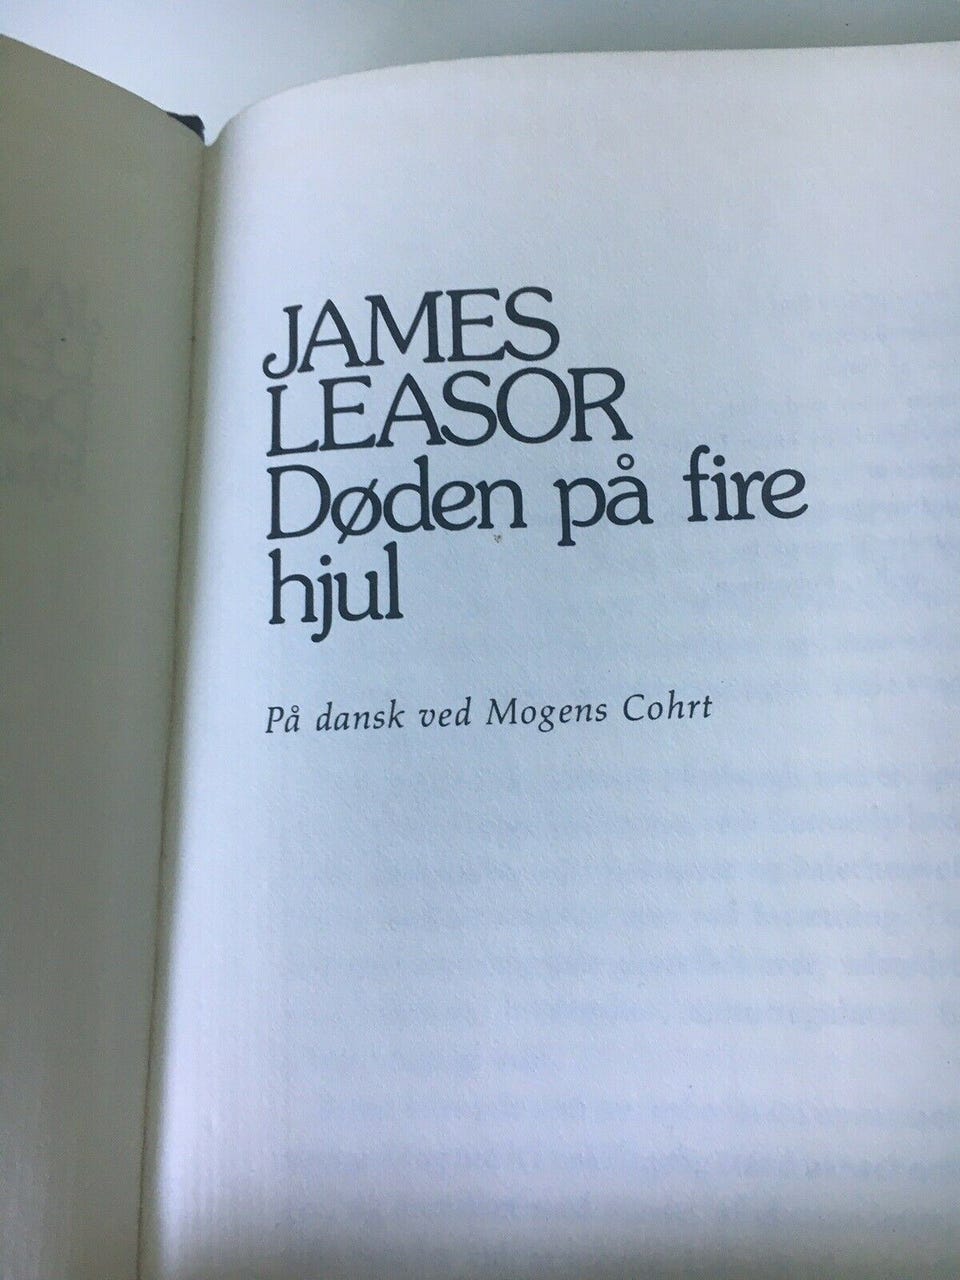 JAMES
LEASOR
Døden på fire
hjul
På dansk ved Mogens Cohrt